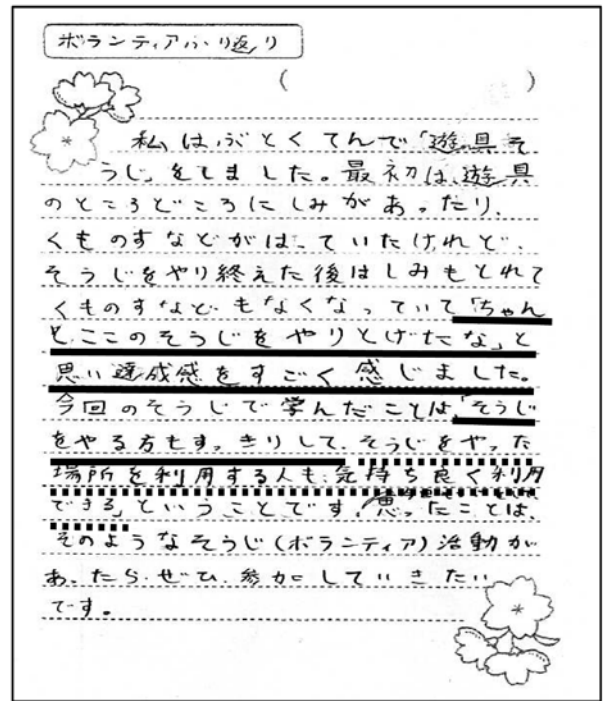 ボランティアふり返り
(　　　　)
私は、ぶとくてんで「遊具そ
うじ」をしました。最初は、遊具
のところどころにしみがあったり、
くものすなどがはっていたけれど、
そうじをやり終えた後はしみもとれて
くものすなどもなくなっていて「ちゃん
とここのそうじをやりとげたな」と
思い達成感をすごく感じました。
今回のそうじで学んだことは、「そうじ
をやる方もすっきりして、そうじをやった
場所を利用する人も、気持ち良く利用
できる」ということです。思ったことは、
そのようなそうじ(ボランティア)活動が
あったら、ぜひ、参加していきたい
です。